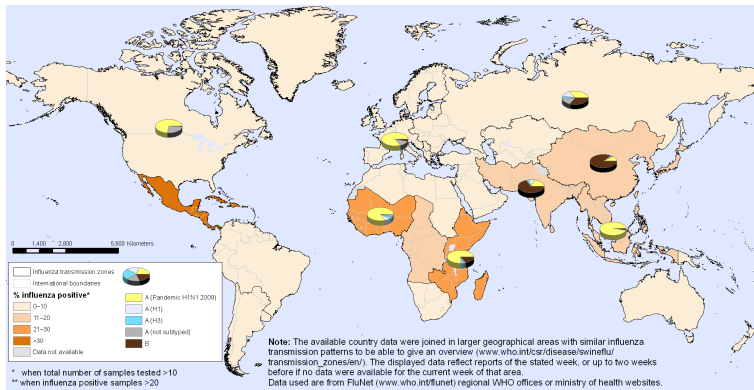 0 1,400 2,800 5,600 Kilometers
Influenza transmission zones
International boundaries
% influenza positive*
0–10
11–20
21–30
>30
Data not available
A (Pandemic H1N1 2009)
A (H1)
A (H3)
A (not subtyped)
B
* when total number of samples tested >10
** when influenza positive samples >20
Note: The available country data were joined in larger geographical areas with similar influenza
transmission patterns to be able to give an overview (www.who.int/csr/disease/swineflu/
transmission_zones/en/). The displayed data reflect reports of the stated week, or up to two weeks
before if no data were available for the current week of that area.
Data used are from FluNet (www.who.int/flunet) regional WHO offices or ministry of health websites.